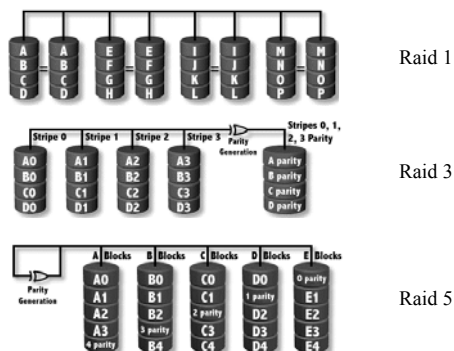 A A E E I I M M
B = B F = F J = J N = N
C C G G K K O O
D D H H L L P P
Raid 1
Stripe 0 Stripe 1 Stripe 2 Stripe 3
Parity Generation
Stripes 0, 1, 2, 3 Parity
A0 A1 A2 A3 A parity
B0 B1 B2 B3 B parity
C0 C1 C2 C3 C parity
D0 D1 D2 D3 D parity
Raid 3
A Blocks B Blocks C Blocks D Blocks E Blocks
Parity Generation
A0 B0 C0 D0 0 parity
A1 B1 C1 1 parity E1
A2 B2 2 parity D2 E2
A3 3 parity C3 D3 E3
4 parity B4 C4 D4 E4
Raid 5